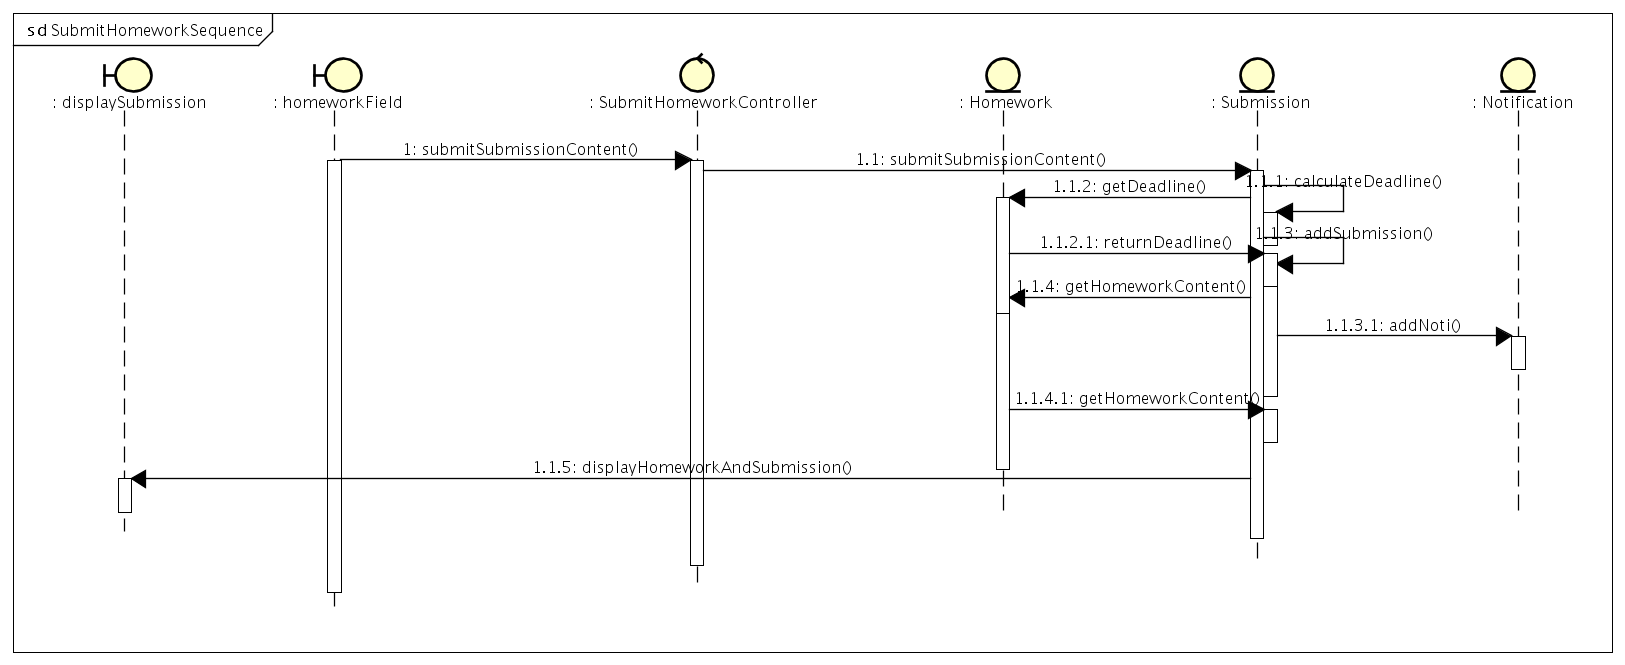 sd SubmitHomeworkSequence
: displaySubmission
: homeworkField
: SubmitHomeworkController
: Homework
: Submission
: Notification
1: submitSubmissionContent()
1.1: submitSubmissionContent()
1.1.1: calculateDeadline()
1.1.2: getDeadline()
1.1.3: addSubmission()
1.1.2.1: returnDeadline()
1.1.4: getHomeworkContent()
1.1.3.1: addNoti()
1.1.4.1: getHomeworkContent()
1.1.5: displayHomeworkAndSubmission()